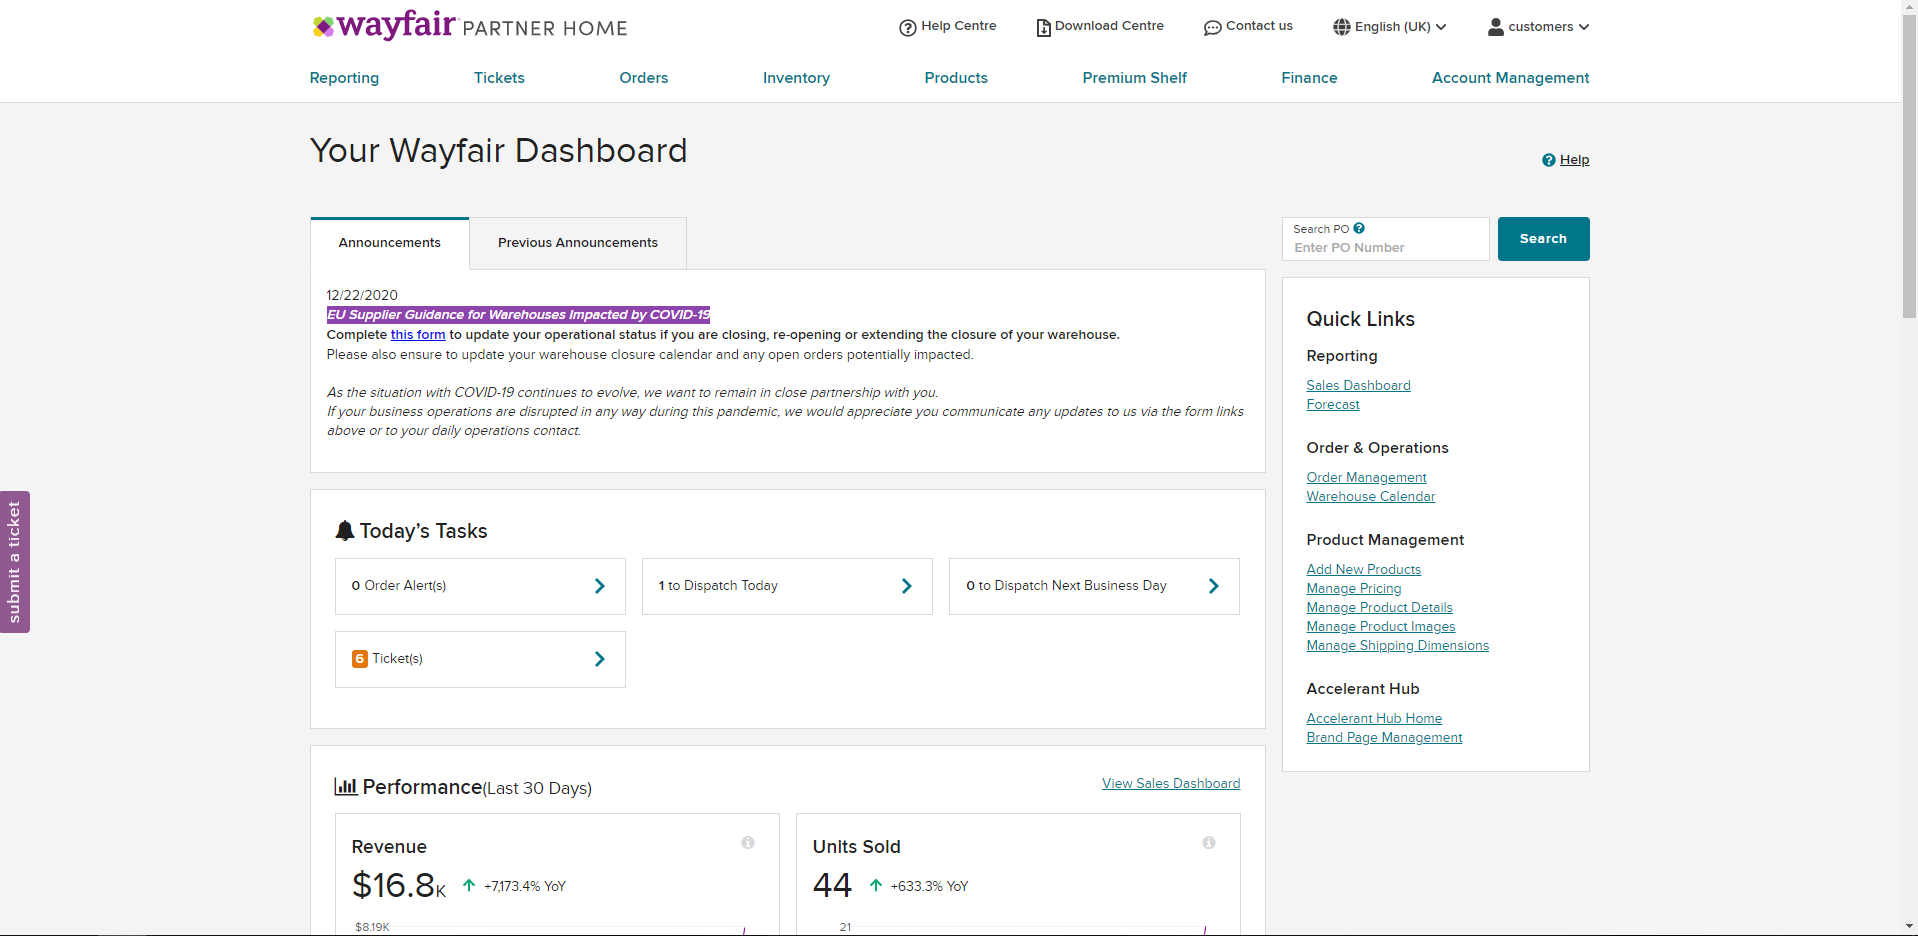 wayfair PARTNER HOME
Help Centre
Download Centre
Contact us
English (UK)
customers
Reporting
Tickets
Orders
Inventory
Products
Premium Shelf
Finance
Account Management
Your Wayfair Dashboard
Help
Announcements
Previous Announcements
12/22/2020
EU Supplier Guidance for Warehouses Impacted by COVID-19
Complete this form to update your operational status if you are closing, re-opening or extending the closure of your warehouse.
Please also ensure to update your warehouse closure calendar and any open orders potentially impacted.
As the situation with COVID-19 continues to evolve, we want to remain in close partnership with you.
If your business operations are disrupted in any way during this pandemic, we would appreciate you communicate any updates to us via the form links
above or to your daily operations contact.
Search PO
Enter PO Number
Search
Quick Links
Reporting
Sales Dashboard
Forecast
Order & Operations
Order Management
Warehouse Calendar
Product Management
Add New Products
Manage Pricing
Manage Product Details
Manage Product Images
Manage Shipping Dimensions
Accelerant Hub
Accelerant Hub Home
Brand Page Management
submit a ticket
Today's Tasks
0 Order Alert(s)
1 to Dispatch Today
0 to Dispatch Next Business Day
6 Ticket(s)
Performance(Last 30 Days)
View Sales Dashboard
Revenue
$16.8K
+7,173.4% YoY
$8.19K
Units Sold
44
+633.3% YoY
21